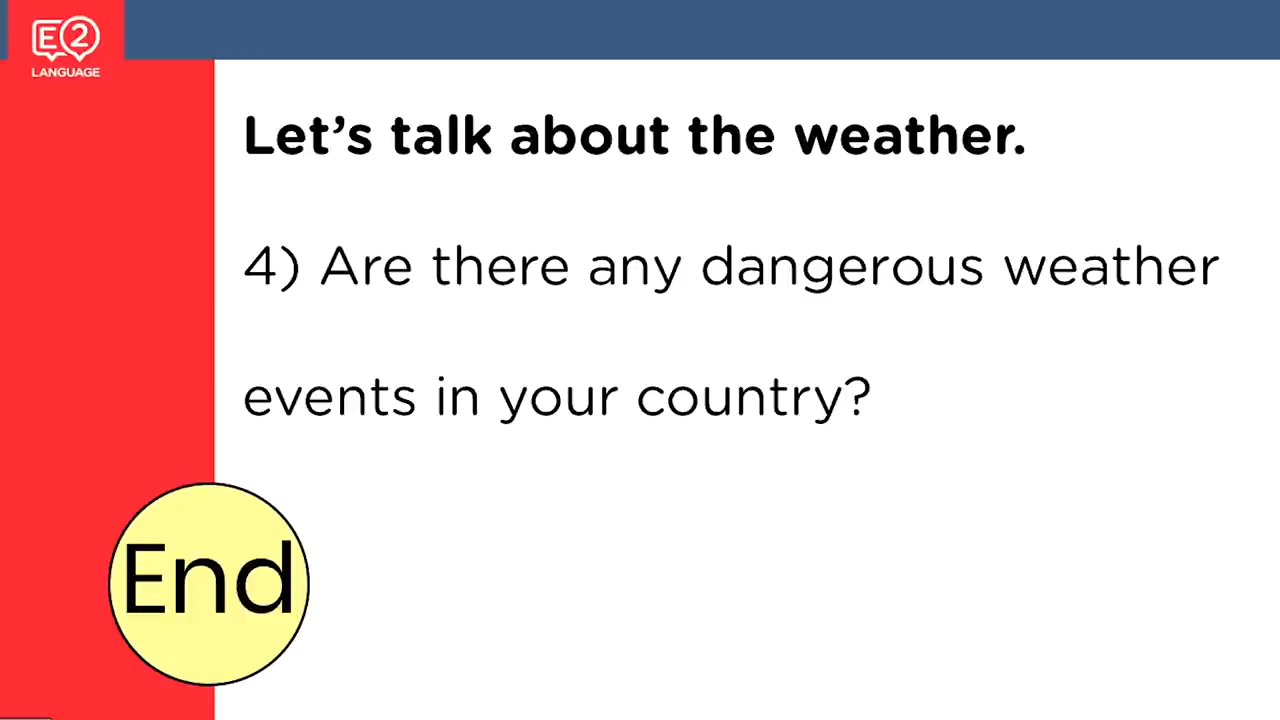 E2
LANGUAGE
Let's talk about the weather.
4) Are there any dangerous weather
events in your country?
End